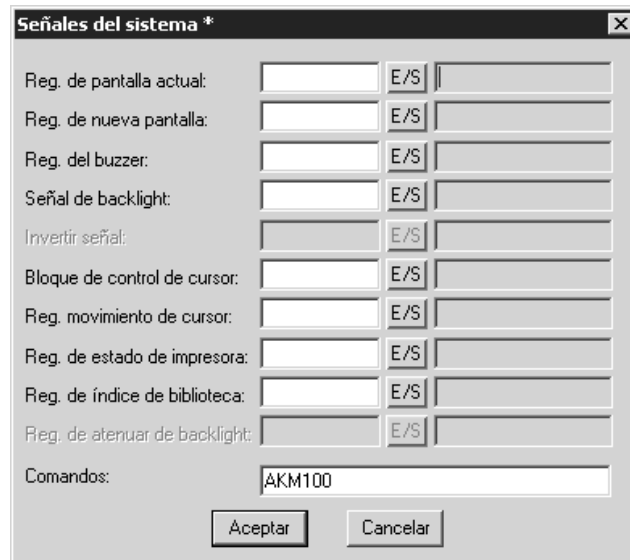 Señales del sistema *
Reg. de pantalla actual: E/S
Reg. de nueva pantalla: E/S
Reg. del buzzer: E/S
Señal de backlight: E/S
Invertir señal: E/S
Bloque de control de cursor: E/S
Reg. movimiento de cursor: E/S
Reg. de estado de impresora: E/S
Reg. de índice de biblioteca: E/S
Reg. de atenuar de backlight: E/S
Comandos: AKM100
Aceptar Cancelar